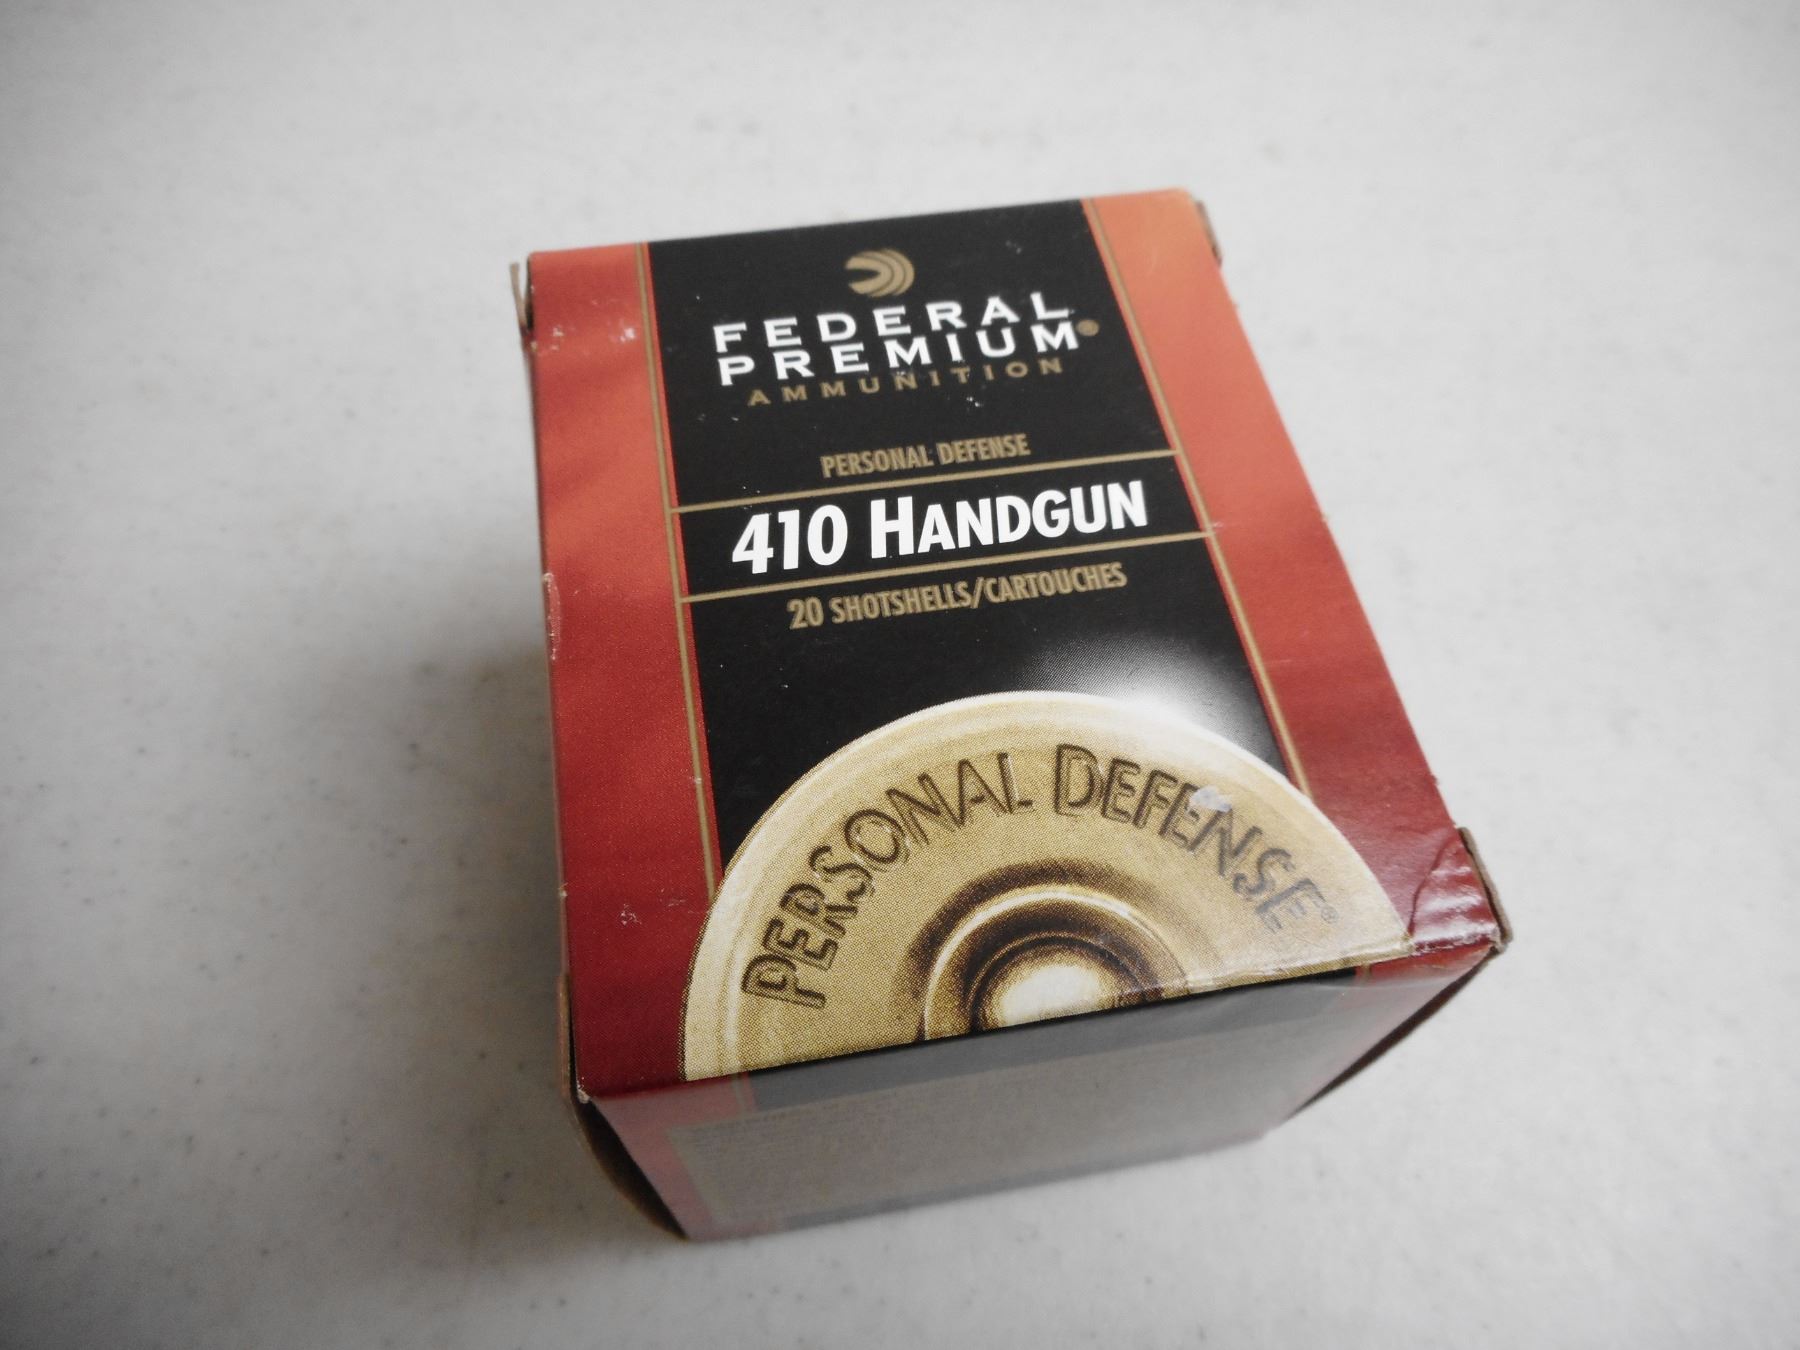 FEDERAL
PREMIUM®
AMMUNITION
PERSONAL DEFENSE
410 HANDGUN
20 SHOTSHELLS/CARTOUCHES
PERSONAL DEFENSE®